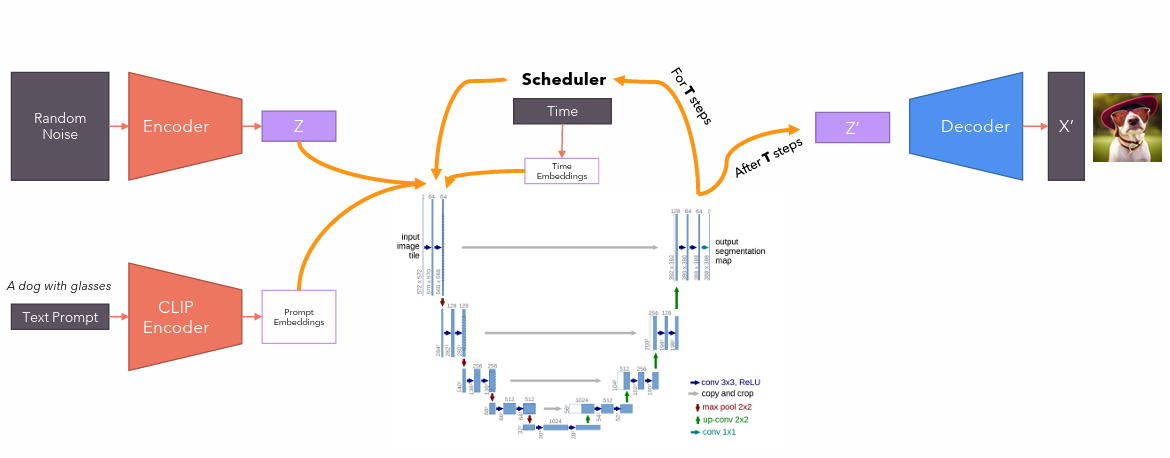 Random
Noise
Encoder
Z
Scheduler
Time
Time
Embeddings
For T steps
After T steps
Z’
Decoder
X’
A dog with glasses
Text Prompt
CLIP
Encoder
Prompt
Embeddings
input
image
tile
1 64 64
572 x 572
570 x 570
568 x 568
128 128
256 256
512 512
1024
1024 512
512 256
256 128
128 64 64 2
392 x 392
390 x 390
388 x 388
388 x 388
output
segmentation
map
conv 3x3, ReLU
copy and crop
max pool 2x2
up-conv 2x2
conv 1x1